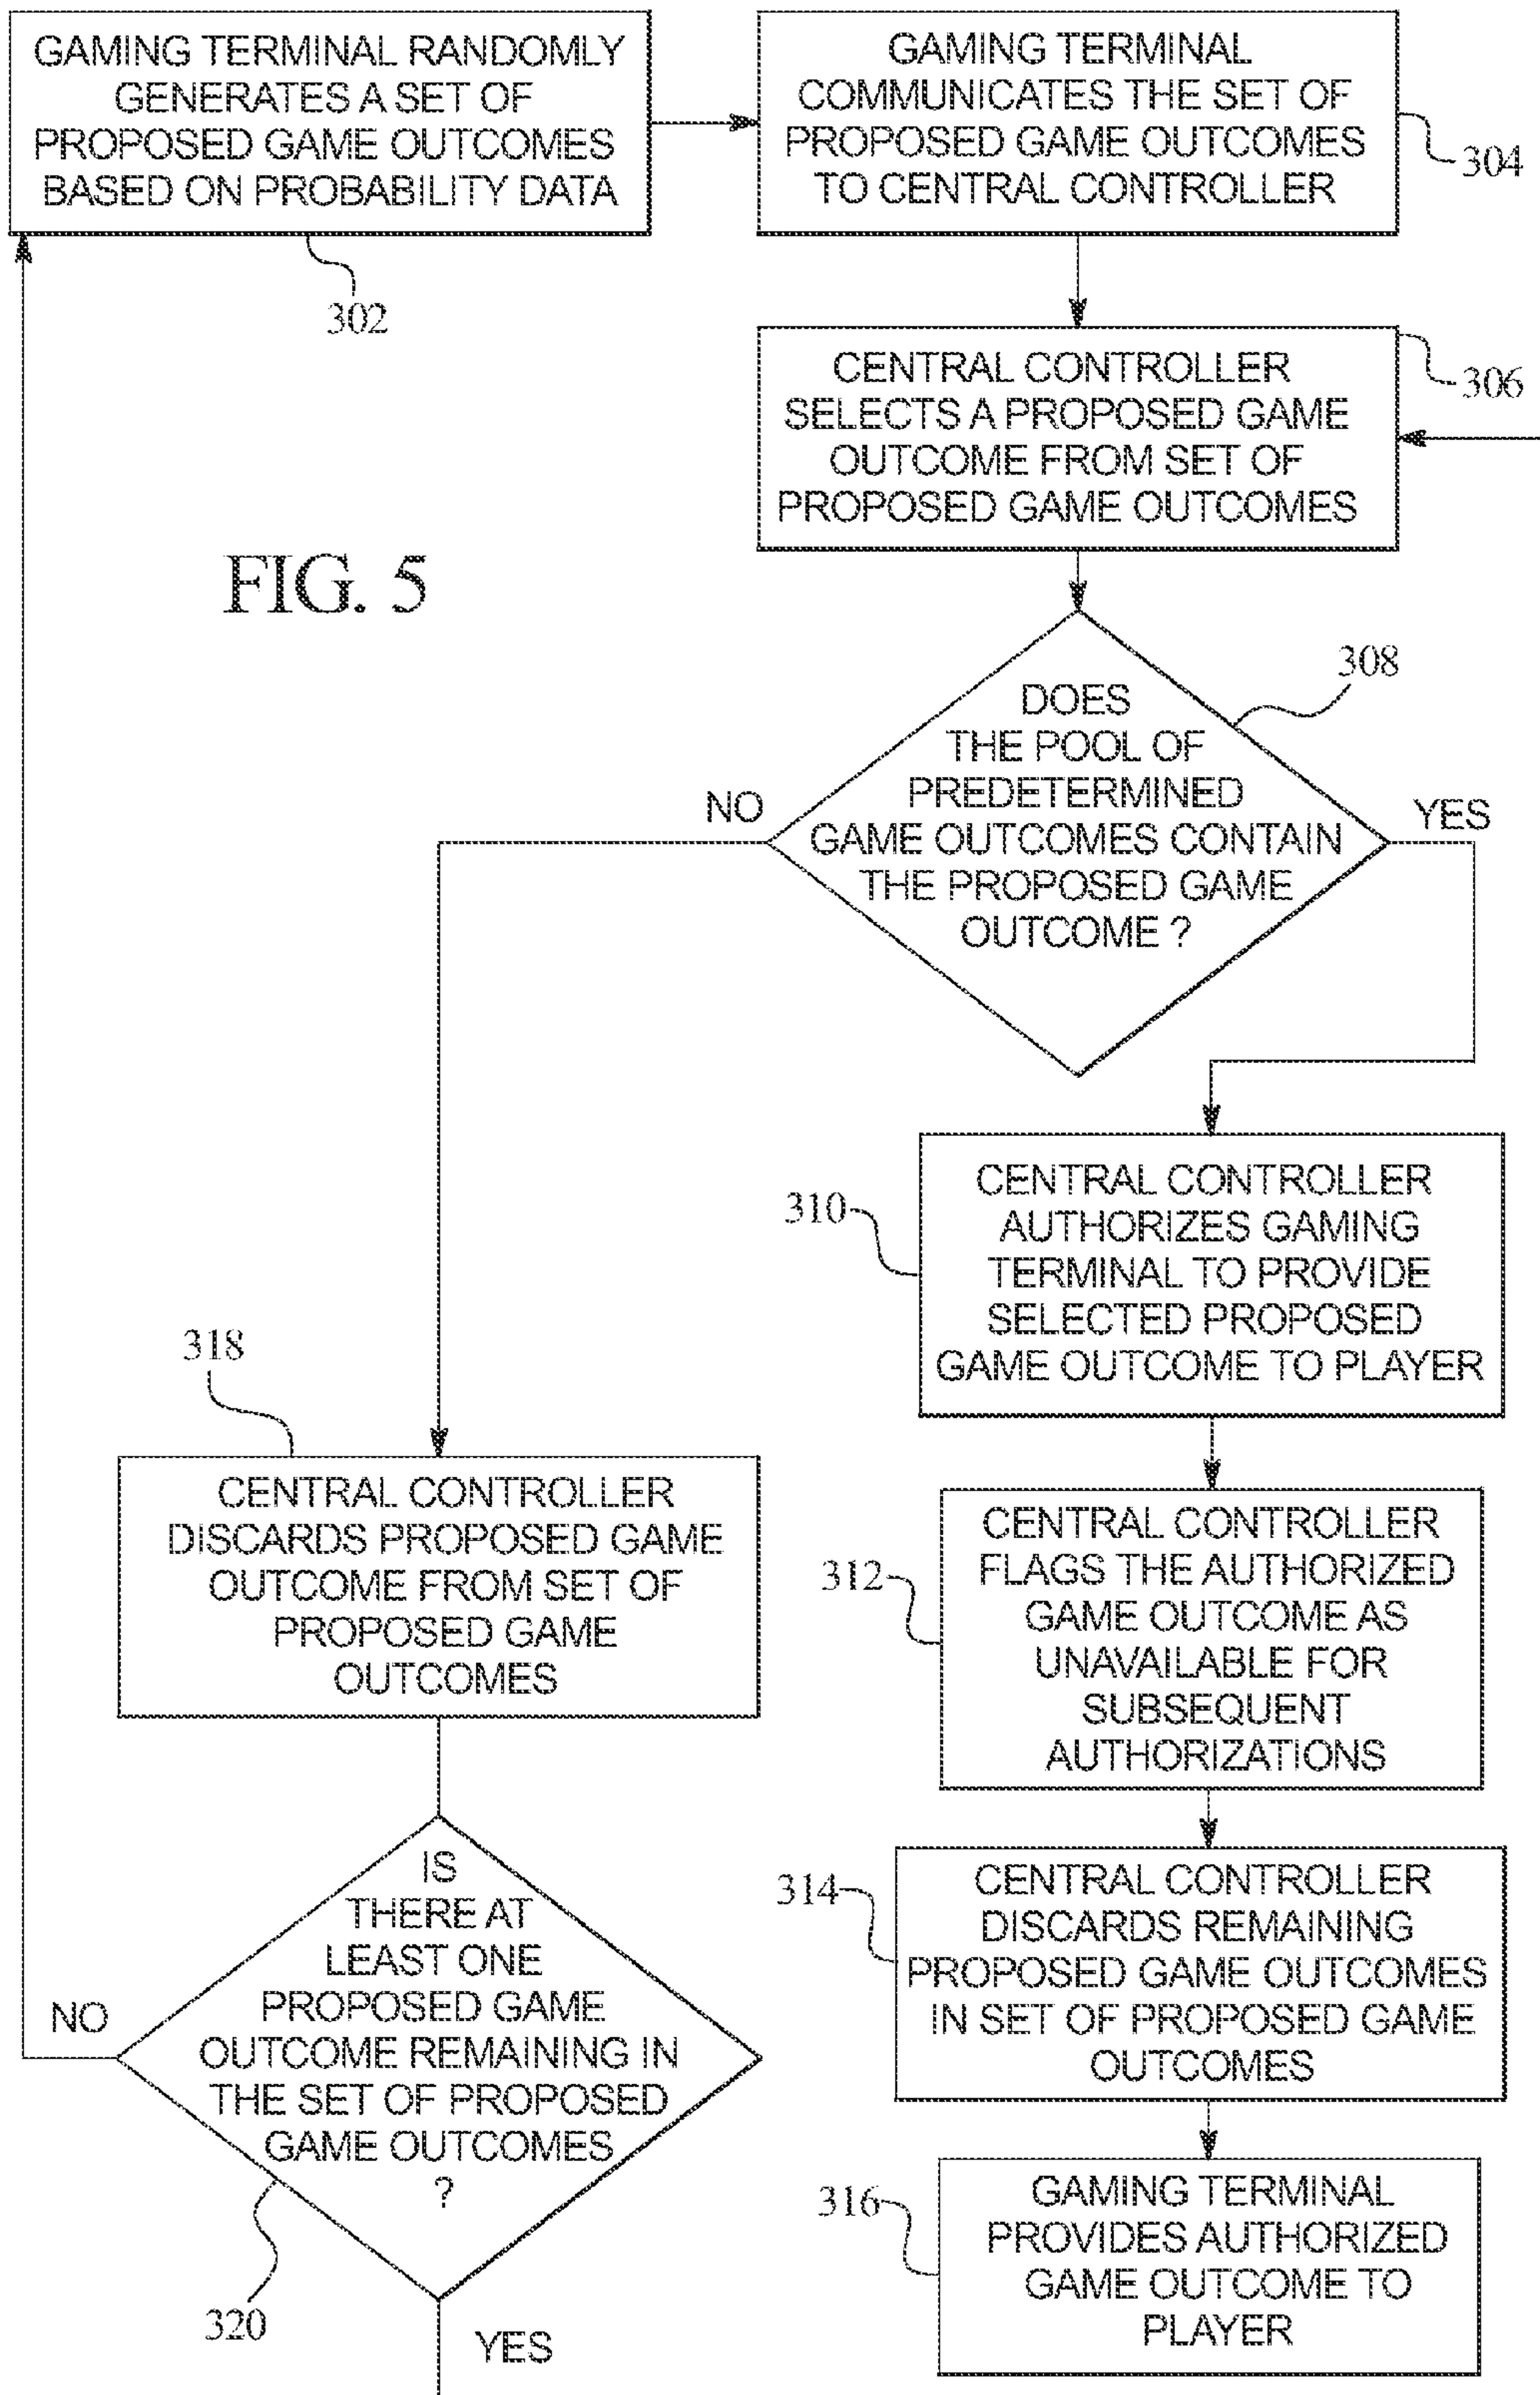 GAMING TERMINAL RANDOMLY
GENERATES A SET OF
PROPOSED GAME OUTCOMES
BASED ON PROBABILITY DATA
302
GAMING TERMINAL
COMMUNICATES THE SET OF
PROPOSED GAME OUTCOMES
TO CENTRAL CONTROLLER
304
CENTRAL CONTROLLER
SELECTS A PROPOSED GAME
OUTCOME FROM SET OF
PROPOSED GAME OUTCOMES
306
FIG. 5
DOES
THE POOL OF
PREDETERMINED
GAME OUTCOMES CONTAIN
THE PROPOSED GAME
OUTCOME ?
308
NO
YES
CENTRAL CONTROLLER
AUTHORIZES GAMING
TERMINAL TO PROVIDE
SELECTED PROPOSED
GAME OUTCOME TO PLAYER
310
CENTRAL CONTROLLER
FLAGS THE AUTHORIZED
GAME OUTCOME AS
UNAVAILABLE FOR
SUBSEQUENT
AUTHORIZATIONS
312
CENTRAL CONTROLLER
DISCARDS REMAINING
PROPOSED GAME OUTCOMES
IN SET OF PROPOSED GAME
OUTCOMES
314
GAMING TERMINAL
PROVIDES AUTHORIZED
GAME OUTCOME TO
PLAYER
316
318
CENTRAL CONTROLLER
DISCARDS PROPOSED GAME
OUTCOME FROM SET OF
PROPOSED GAME
OUTCOMES
IS
THERE AT
LEAST ONE
PROPOSED GAME
OUTCOME REMAINING IN
THE SET OF PROPOSED
GAME OUTCOMES
?
NO
320
YES